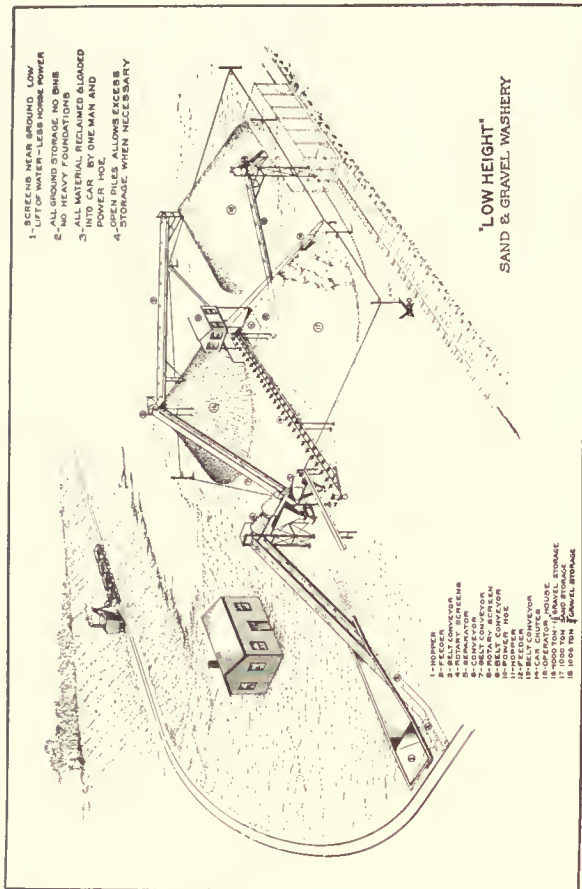 1-SCREENS NEAR GROUND LOW
LIFT OF WATER-LESS HORSE POWER
2-ALL GROUND STORAGE, NO BINS
NO HEAVY FOUNDATIONS
3-ALL MATERIAL RECLAIMED & LOADED
INTO CAR BY ONE MAN AND
POWER HOE.
4-OPEN PILES ALLOWS EXCESS
STORAGE, WHEN NECESSARY
"LOW HEIGHT"
SAND & GRAVEL WASHERY
1-HOPPER
2-FEEDER
3-BELT CONVEYOR
4-ROTARY SCREENS
5-SEPARATOR
6-CONVEYOR
7-BELT CONVEYOR
8-ROTARY SCREEN
9-BELT CONVEYOR
10-POWER HOE
11-HOPPER
12-FEEDER
13-BELT CONVEYOR
14-CAR CHUTES
15-OPERATOR HOUSE
16 4000 TON GRAVEL STORAGE
17 1000 TON SAND STORAGE
18 1000 TON GRAVEL STORAGE